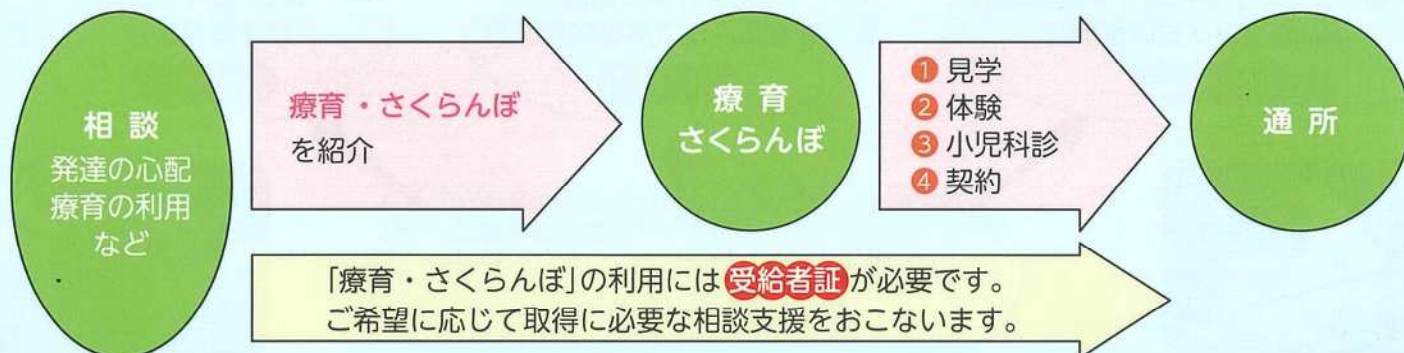 相談
発達の心配
療育の利用
など
療育・さくらんぼ
を紹介
療育
さくらんぼ
❶ 見学
❷ 体験
❸ 小児科診
❹ 契約
通所
「療育・さくらんぼ」の利用には受給者証が必要です。
ご希望に応じて取得に必要な相談支援をおこないます。